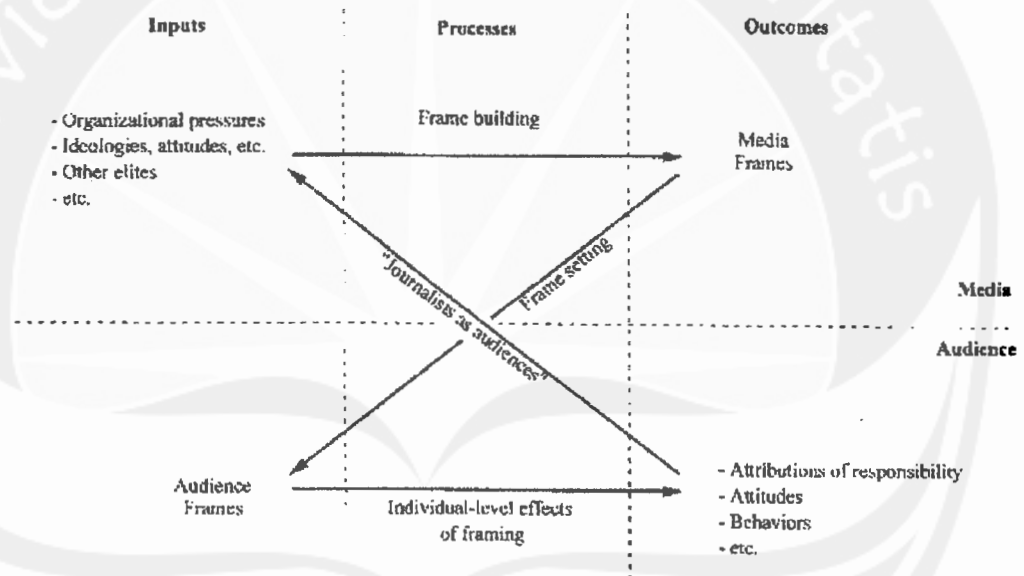 Inputs
Processes
Outcomes
- Organizational pressures
- Ideologies, attitudes, etc.
- Other elites
- etc.
Frame building
Media
Frames
"Journalists as audiences"
Frame setting
Media
Audience
Audience
Frames
Individual-level effects
of framing
- Attributions of responsibility
- Attitudes
- Behaviors
- etc.